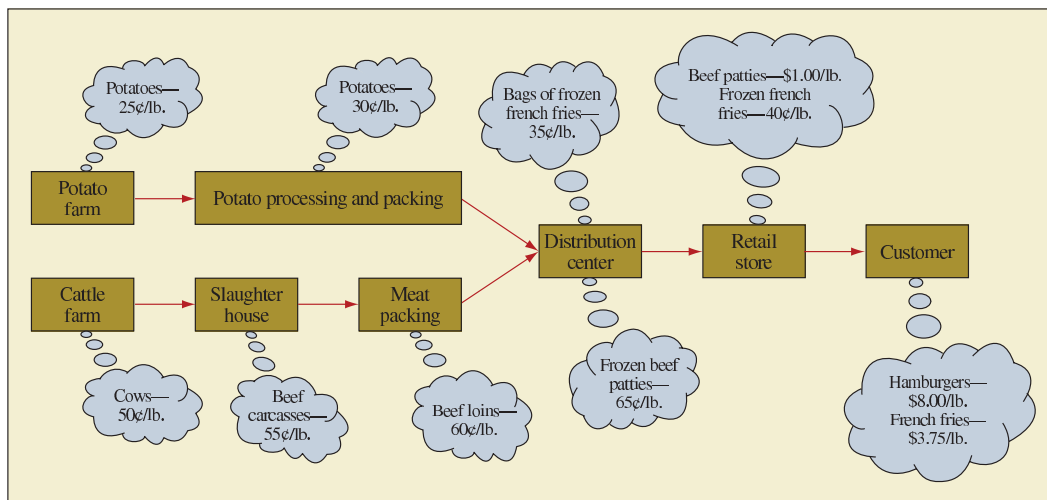 Potatoes—
25¢/lb.
Potatoes—
30¢/lb.
Bags of frozen
french fries—
35¢/lb.
Beef patties—$1.00/lb.
Frozen french
fries—40¢/lb.
Potato
farm
Potato processing and packing
Distribution
center
Retail
store
Customer
Cattle
farm
Slaughter
house
Meat
packing
Cows—
50¢/lb.
Beef
carcasses—
55¢/lb.
Beef loins—
60¢/lb.
Frozen beef
patties—
65¢/lb.
Hamburgers—
$8.00/lb.
French fries—
$3.75/lb.